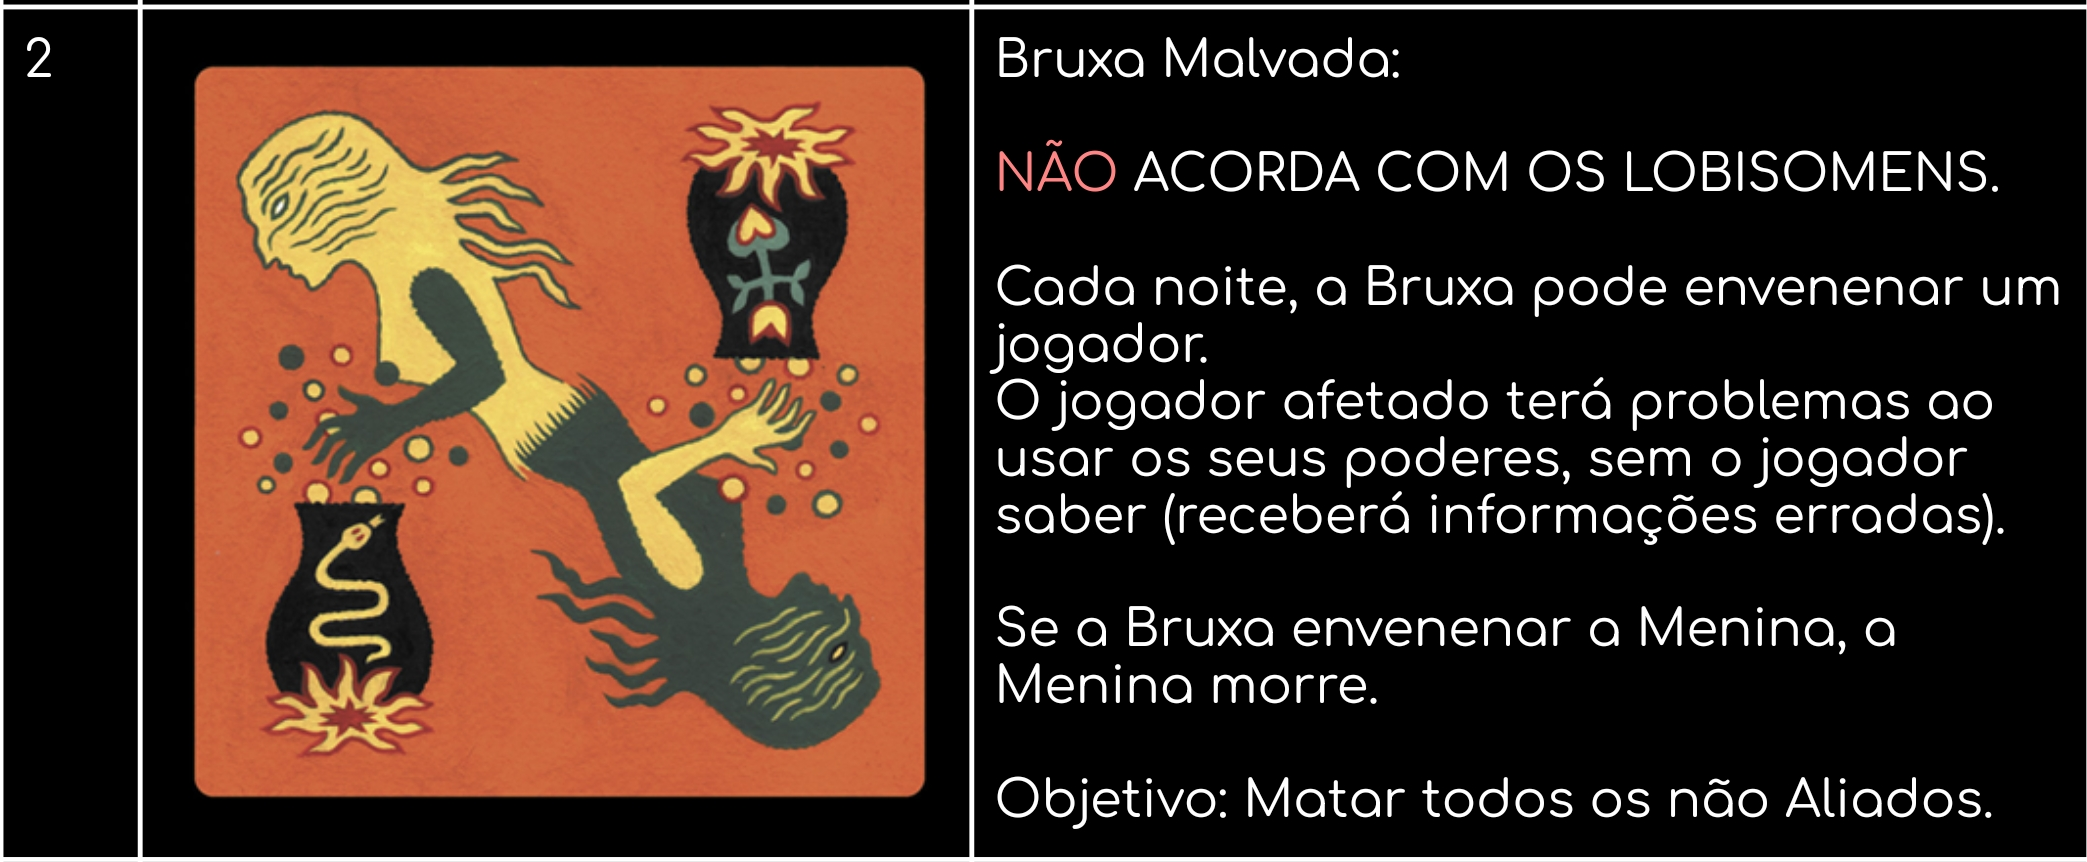 2
Bruxa Malvada:
NÃO ACORDA COM OS LOBISOMENS.
Cada noite, a Bruxa pode envenenar um
jogador.
O jogador afetado terá problemas ao
usar os seus poderes, sem o jogador
saber (receberá informações erradas).
Se a Bruxa envenenar a Menina, a
Menina morre.
Objetivo: Matar todos os não Aliados.